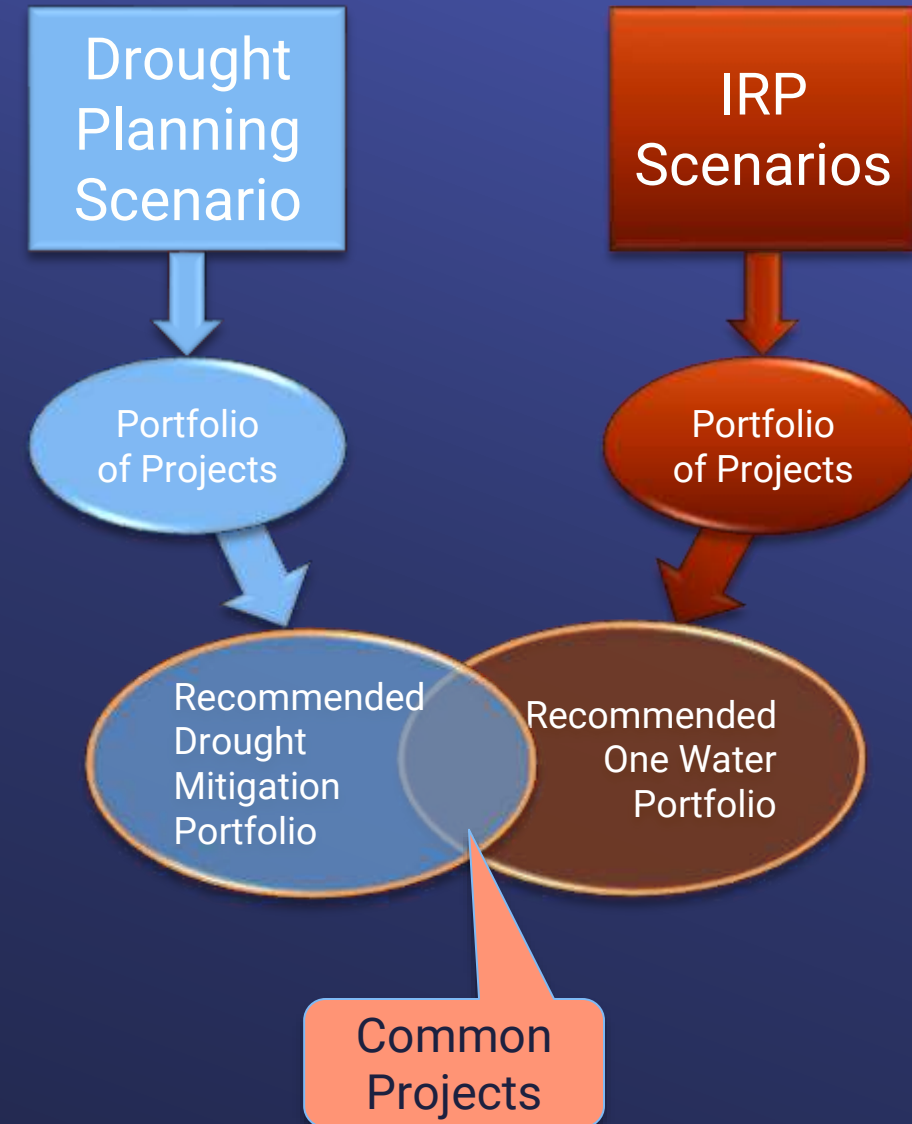 Drought
Planning
Scenario
IRP
Scenarios
Portfolio
of Projects
Portfolio
of Projects
Recommended
Drought
Mitigation
Portfolio
Recommended
One Water
Portfolio
Common
Projects